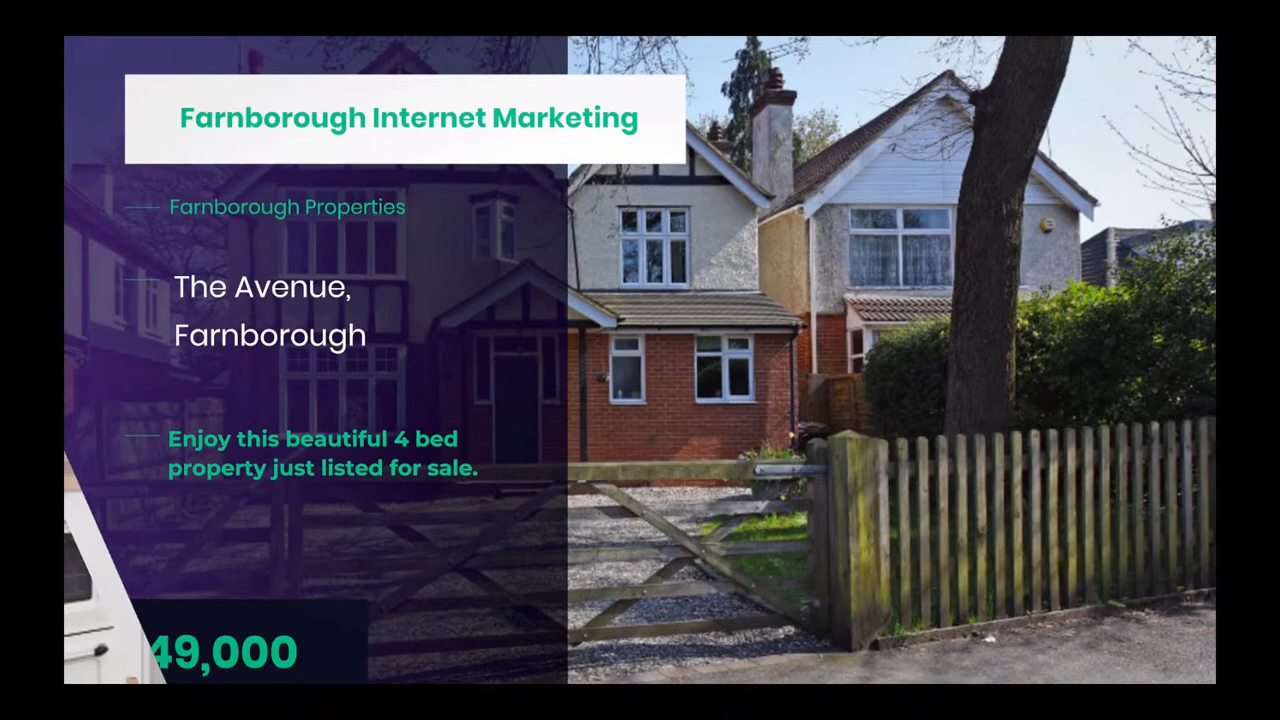 Farnborough Internet Marketing
Farnborough Properties
The Avenue,
Farnborough
Enjoy this beautiful 4 bed
property just listed for sale.
49,000